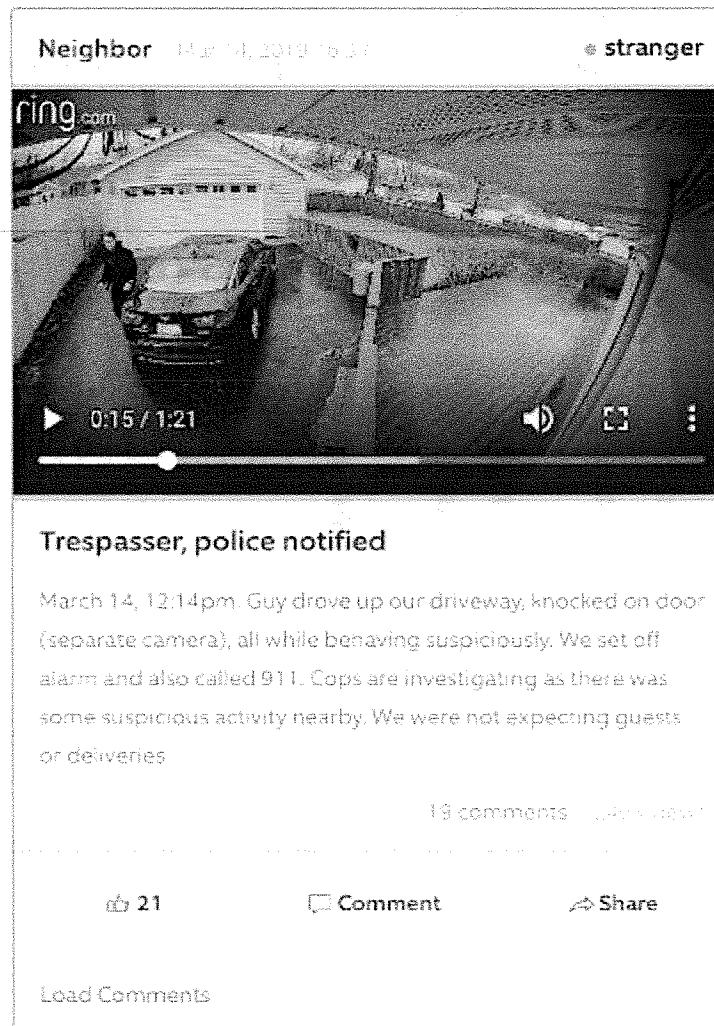 Neighbor
stranger
ring.com
0:15 / 1:21
Trespasser, police notified
March 14, 12:14pm. Guy drove up our driveway, knocked on door
(separate camera), all while behaving suspiciously. We set off
alarm and also called 911. Cops are investigating as there was
some suspicious activity nearby. We were not expecting guests
or deliveries
19 comments
21
Comment
Share
Load Comments